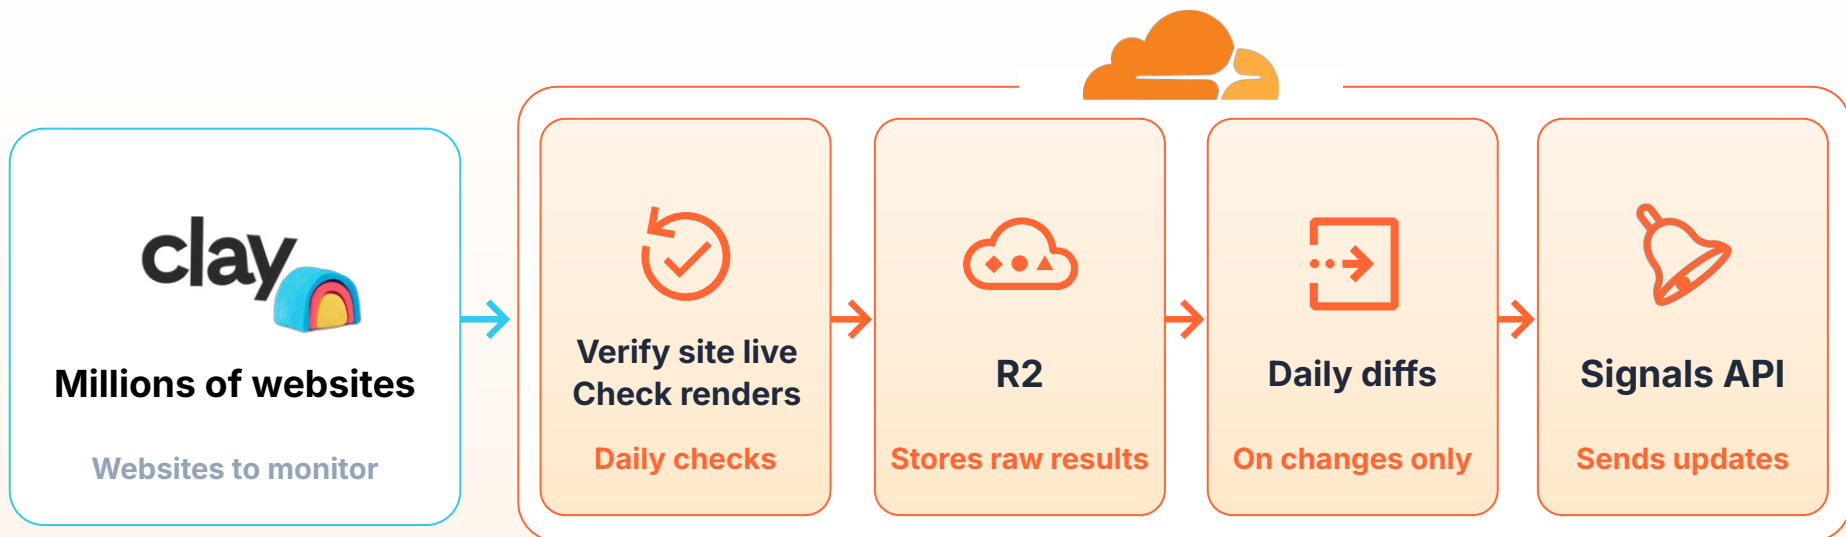 clay
Millions of websites
Websites to monitor
Verify site live
Check renders
Daily checks
R2
Stores raw results
Daily diffs
On changes only
Signals API
Sends updates